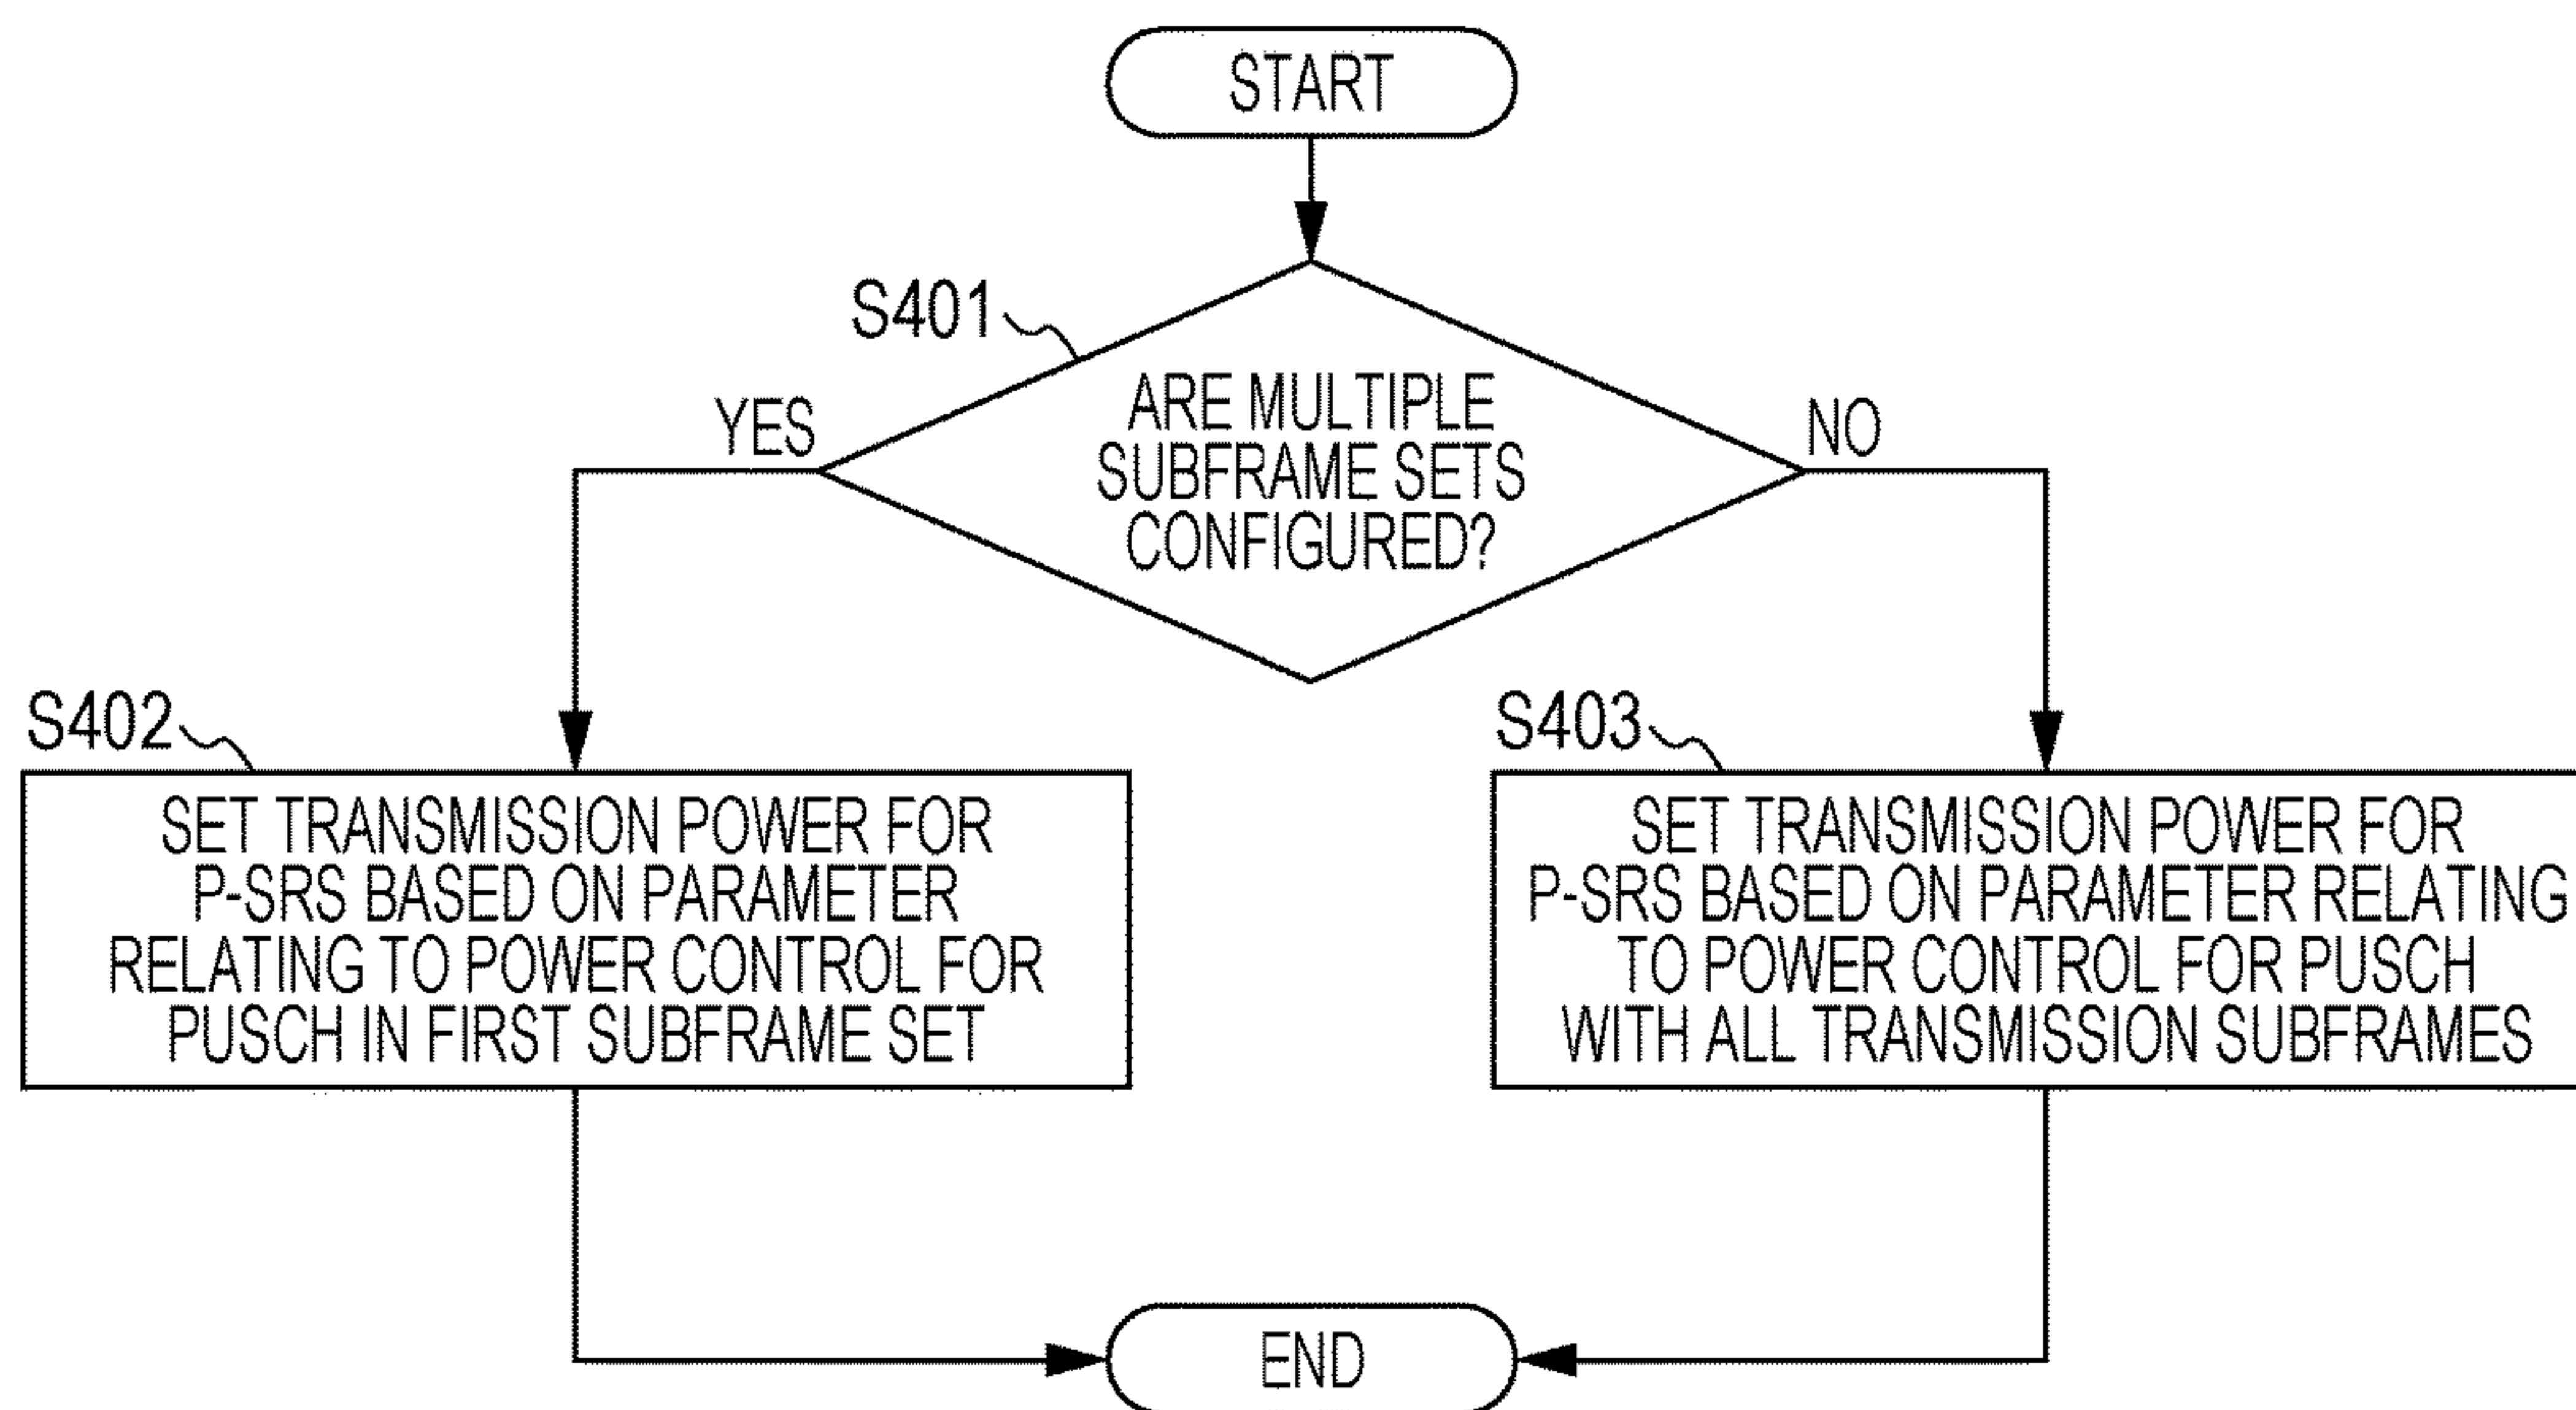 START
S401
ARE MULTIPLE
SUBFRAME SETS
CONFIGURED?
YES
NO
S402
SET TRANSMISSION POWER FOR
P-SRS BASED ON PARAMETER
RELATING TO POWER CONTROL FOR
PUSCH IN FIRST SUBFRAME SET
S403
SET TRANSMISSION POWER FOR
P-SRS BASED ON PARAMETER RELATING
TO POWER CONTROL FOR PUSCH
WITH ALL TRANSMISSION SUBFRAMES
END